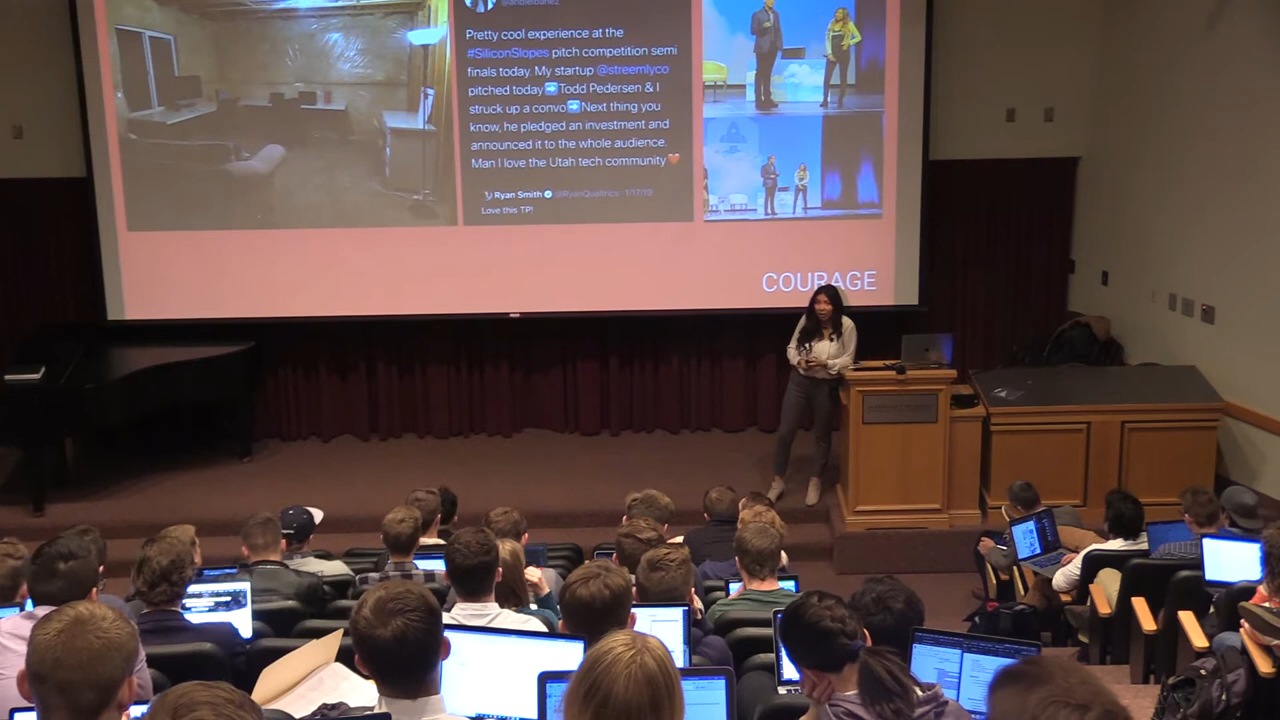 Pretty cool experience at the
#SiliconSlopes pitch competition semi
finals today. My startup @streemlyco
pitched today➡️Todd Pedersen & I
struck up a convo➡️Next thing you
know, he pledged an investment and
announced it to the whole audience.
Man I love the Utah tech community🧡
Ryan Smith @RyanQualtrics · 1/17/19
Love this TP!
COURAGE